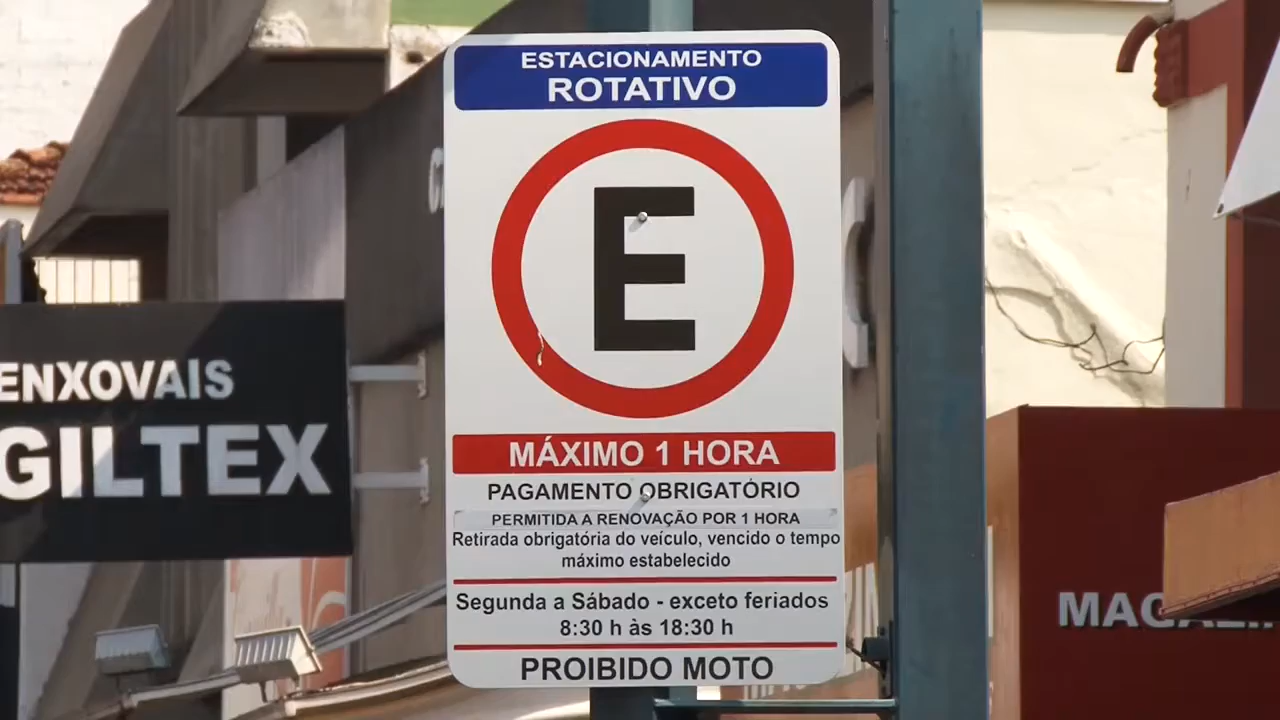 ESTACIONAMENTO
ROTATIVO
E
MÁXIMO 1 HORA
PAGAMENTO OBRIGATÓRIO
PERMITIDA A RENOVAÇÃO POR 1 HORA
Retirada obrigatória do veículo, vencido o tempo
máximo estabelecido
Segunda a Sábado - exceto feriados
8:30 h às 18:30 h
PROIBIDO MOTO
ENXOVAIS
GILTEX